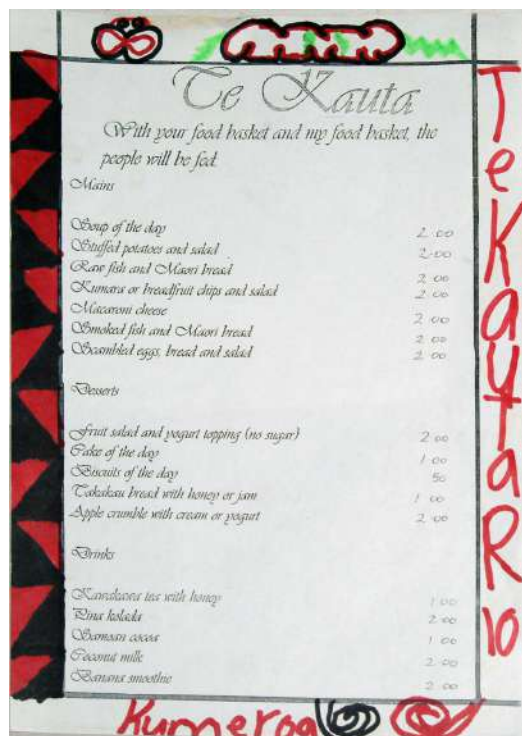 Te Kauta
17
With your food basket and my food basket, the
people will be fed.
Mains
Soup of the day 2.00
Stuffed potatoes and salad 2.00
Raw fish and Maori bread 2 00
Kumara or breadfruit chips and salad 2 00
Macaroni cheese 2 00
Smoked fish and Maori bread 2 00
Scambled eggs, bread and salad 2 00
Desserts
Fruit salad and yogurt topping (no sugar) 2 00
Cake of the day 1 00
Biscuits of the day 50
Takakau bread with honey or jam 1 00
Apple crumble with cream or yogurt 2 00
Drinks
Kawakawa tea with honey 1 00
Pina kolada 2 00
Samoan cocoa 1 00
Coconut milk 2 00
Banana smoothie 2 00
TeKauta
R10